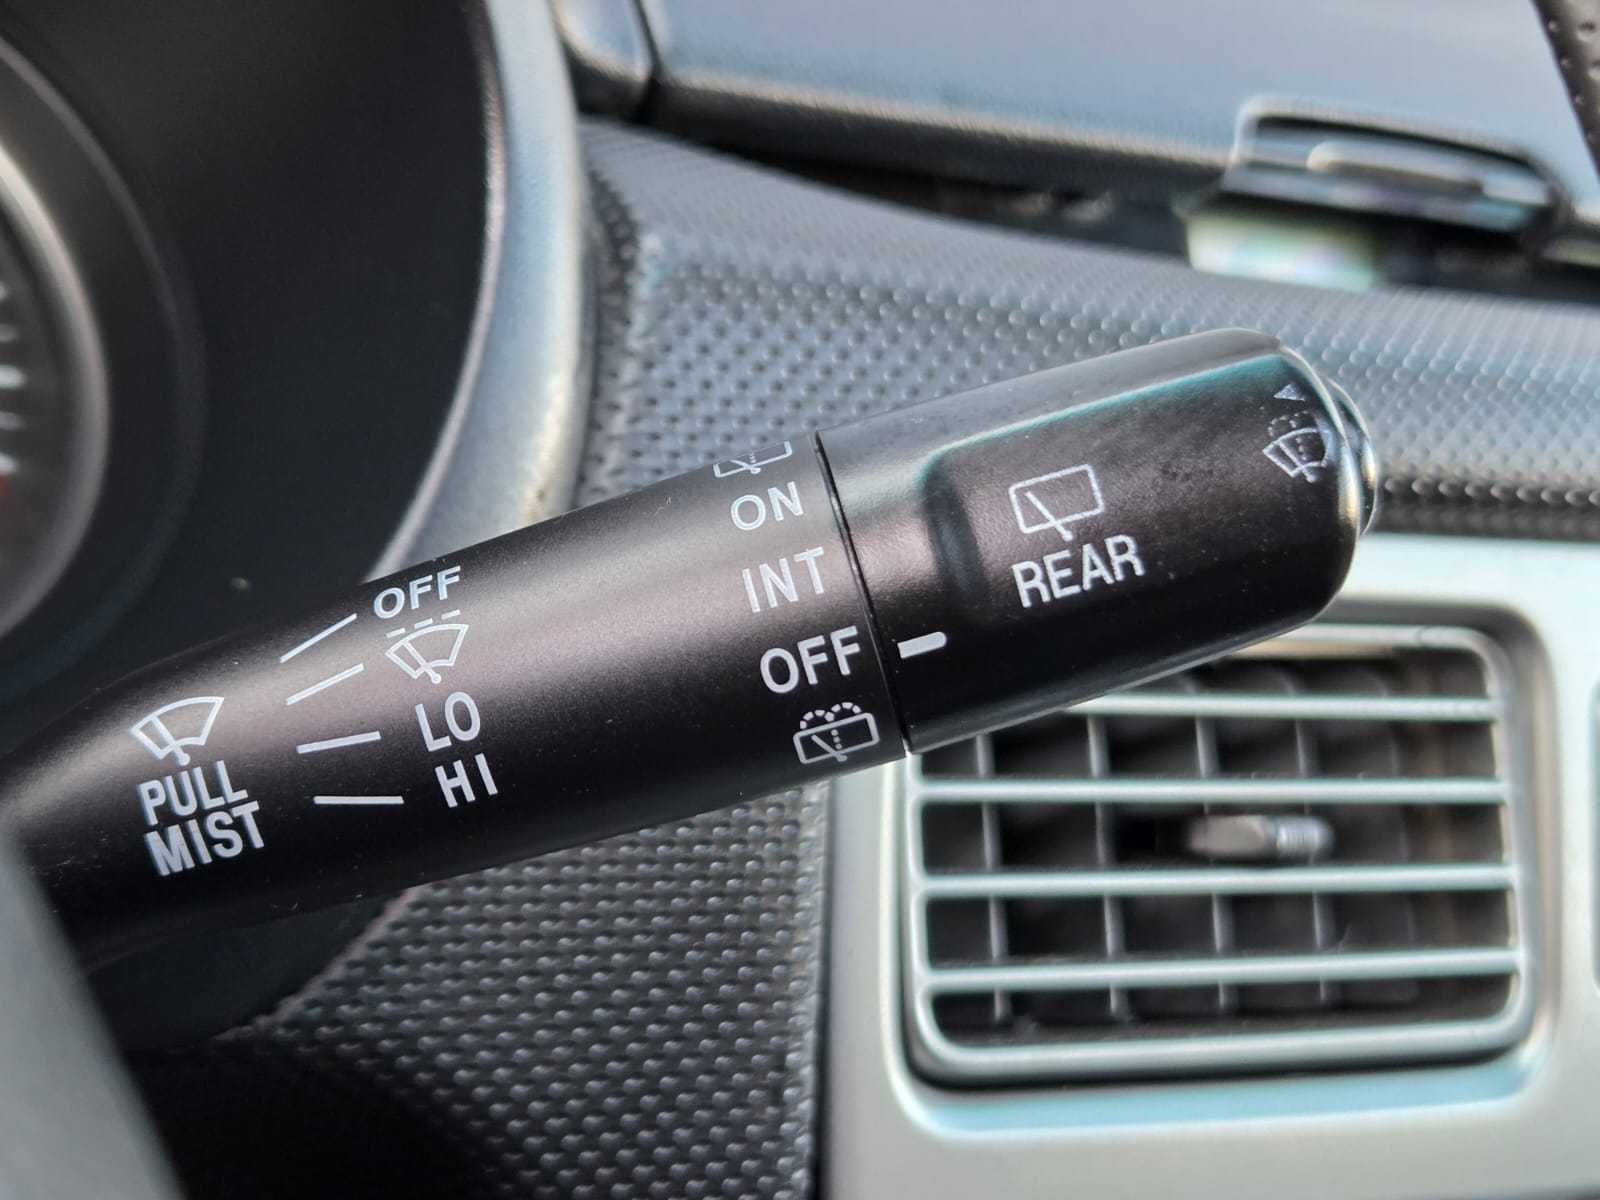 PULL
MIST
OFF
LO
HI
ON
INT
OFF
REAR